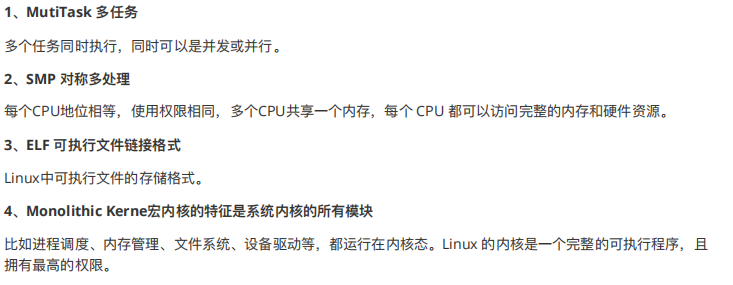 1、MutiTask 多任务
多个任务同时执行，同时可以是并发或并行。
2、SMP 对称多处理
每个CPU地位相等，使用权限相同，多个CPU共享一个内存，每个 CPU 都可以访问完整的内存和硬件资源。
3、ELF 可执行文件链接格式
Linux中可执行文件的存储格式。
4、Monolithic Kerne宏内核的特征是系统内核的所有模块
比如进程调度、内存管理、文件系统、设备驱动等，都运行在内核态。Linux 的内核是一个完整的可执行程序，且
拥有最高的权限。